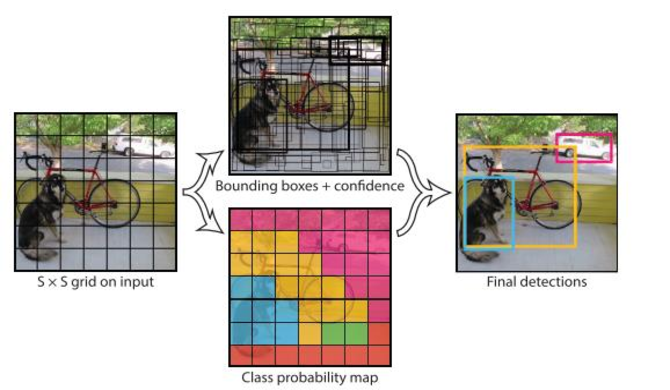 Bounding boxes + confidence
S × S grid on input
Final detections
Class probability map